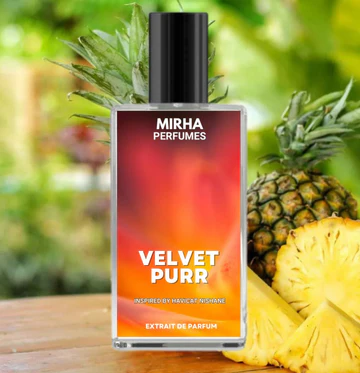 MIRHA
PERFUMES
VELVET
PURR
INSPIRED BY HAVICAT NISHANE
EXTRAIT DE PARFUM